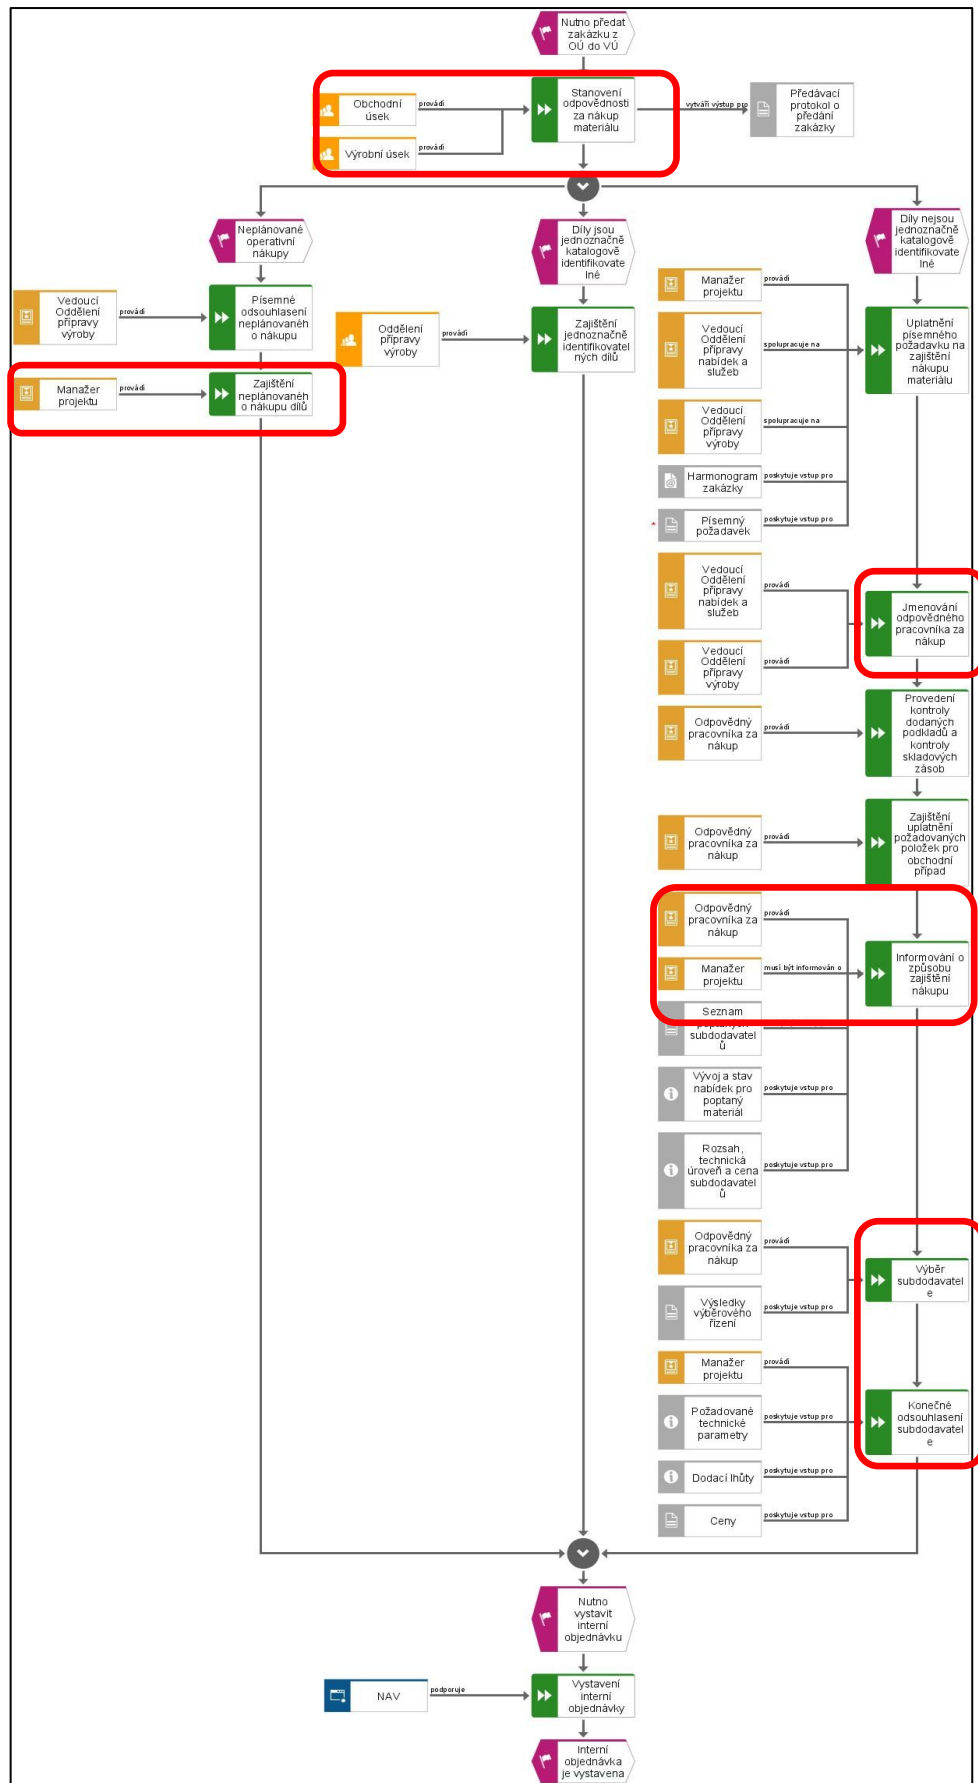 Nutno předat
zakázku z
OÚ do VÚ
Obchodní
úsek
provádí
Výrobní úsek
provádí
Stanovení
odpovědnosti
za nákup
materiálu
vytváří výstup pro
Předávací
protokol o
předání
zakázky
Neplánované
operativní
nákupy
Díly jsou
jednoznačně
katalogově
identifikovate
lné
Díly nejsou
jednoznačně
katalogově
identifikovate
lné
Vedoucí
Oddělení
přípravy
výroby
provádí
Písemné
odsouhlasení
neplánovanéh
o nákupu
Manažer
projektu
provádí
Zajištění
neplánovanéh
o nákupu dílů
Oddělení
přípravy
výroby
provádí
Zajištění
jednoznačně
identifikovatel
ných dílů
Manažer
projektu
provádí
Vedoucí
Oddělení
přípravy
nabídek a
služeb
spolupracuje na
Vedoucí
Oddělení
přípravy
výroby
spolupracuje na
Harmonogram
zakázky
poskytuje vstup pro
*
Písemný
požadavek
poskytuje vstup pro
Uplatnění
písemného
požadavku na
zajištění
nákupu
materiálu
Vedoucí
Oddělení
přípravy
nabídek a
služeb
provádí
Vedoucí
Oddělení
přípravy
výroby
provádí
Jmenování
odpovědného
pracovníka za
nákup
Odpovědný
pracovníka za
nákup
provádí
Provedení
kontroly
dodaných
podkladů a
kontroly
skladových
zásob
Odpovědný
pracovníka za
nákup
provádí
Zajištění
uplatnění
požadovaných
položek pro
obchodní
případ
Odpovědný
pracovníka za
nákup
provádí
Manažer
projektu
musí být informován o
Informování o
způsobu
zajištění
nákupu
Seznam
subdodavatel
ů
Vývoj a stav
nabídek pro
poptaný
materiál
poskytuje vstup pro
Rozsah,
technická
úroveň a cena
subdodavatel
ů
poskytuje vstup pro
Odpovědný
pracovníka za
nákup
provádí
Výsledky
výběrového
řízení
poskytuje vstup pro
Výběr
subdodavatel
e
Manažer
projektu
provádí
Požadované
technické
parametry
poskytuje vstup pro
Dodací lhůty
poskytuje vstup pro
Ceny
poskytuje vstup pro
Konečné
odsouhlasení
subdodavatel
e
Nutno
vystavit
interní
objednávku
NAV
podporuje
Vystavení
interní
objednávky
Interní
objednávka
je vystavena